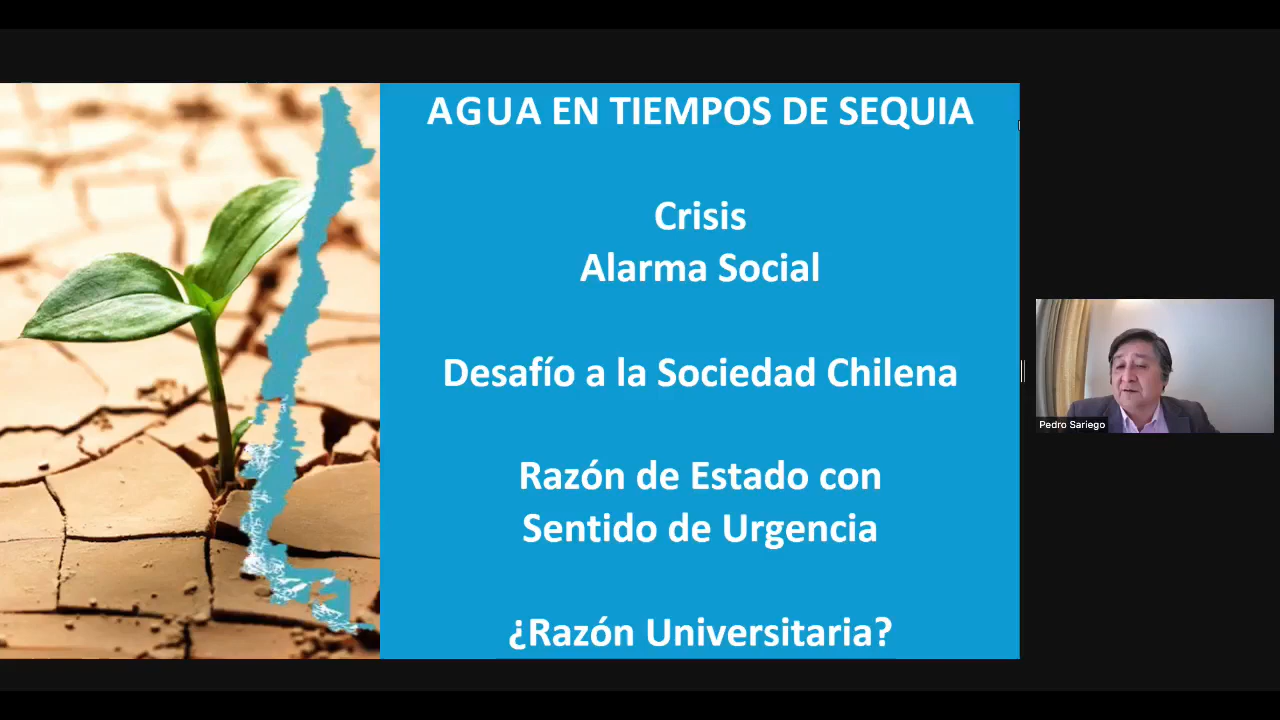 AGUA EN TIEMPOS DE SEQUIA
Crisis
Alarma Social
Desafío a la Sociedad Chilena
Razón de Estado con
Sentido de Urgencia
¿Razón Universitaria?
Pedro Sariego